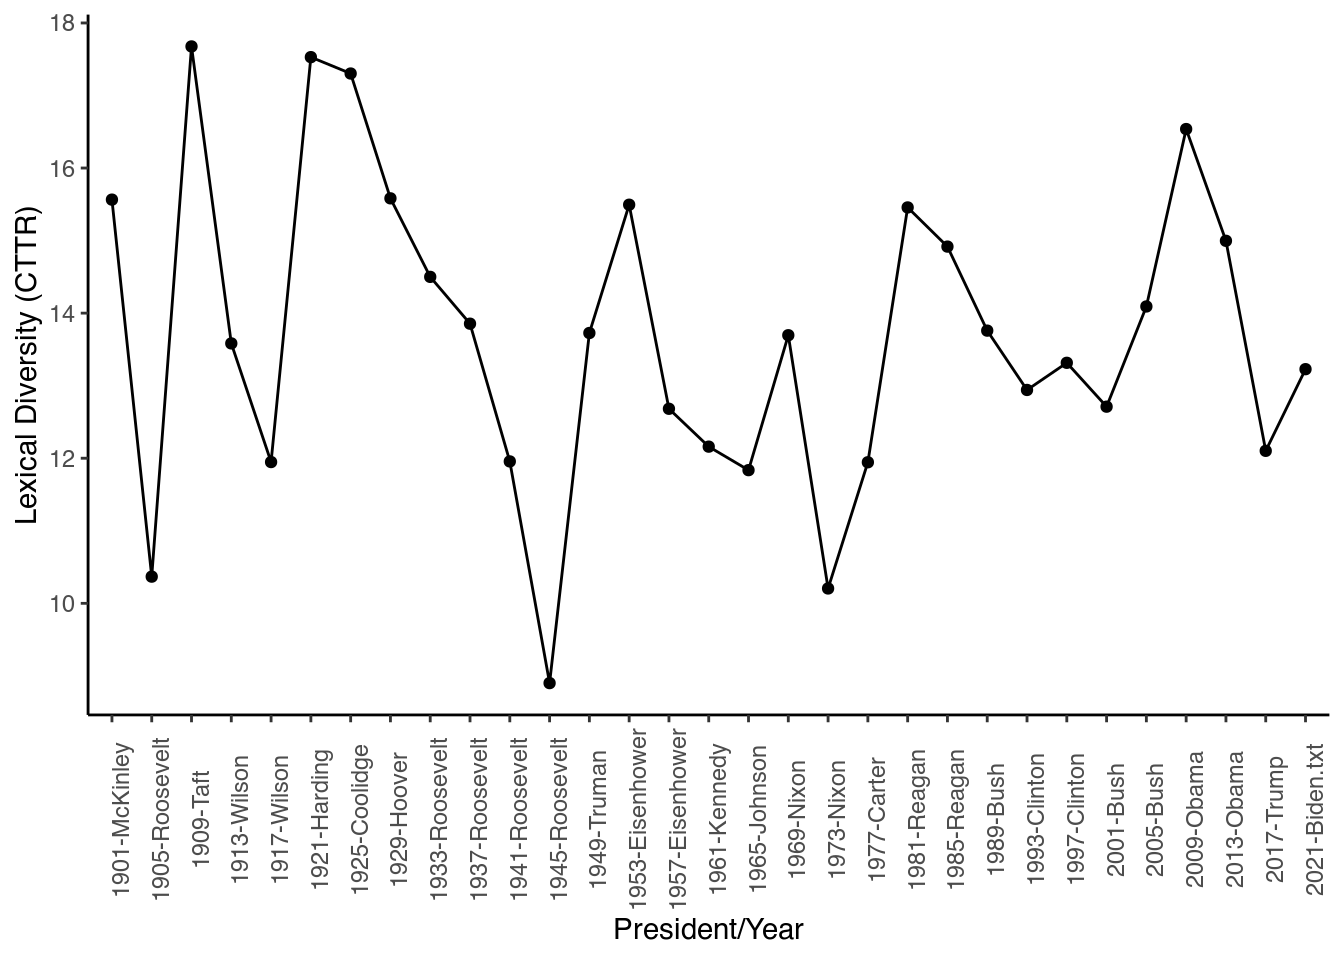 18
16
14
12
10
Lexical Diversity (CTTR)
1901-McKinley
1905-Roosevelt
1909-Taft
1913-Wilson
1917-Wilson
1921-Harding
1925-Coolidge
1929-Hoover
1933-Roosevelt
1937-Roosevelt
1941-Roosevelt
1945-Roosevelt
1949-Truman
1953-Eisenhower
1957-Eisenhower
1961-Kennedy
1965-Johnson
1969-Nixon
1973-Nixon
1977-Carter
1981-Reagan
1985-Reagan
1989-Bush
1993-Clinton
1997-Clinton
2001-Bush
2005-Bush
2009-Obama
2013-Obama
2017-Trump
2021-Biden.txt
President/Year